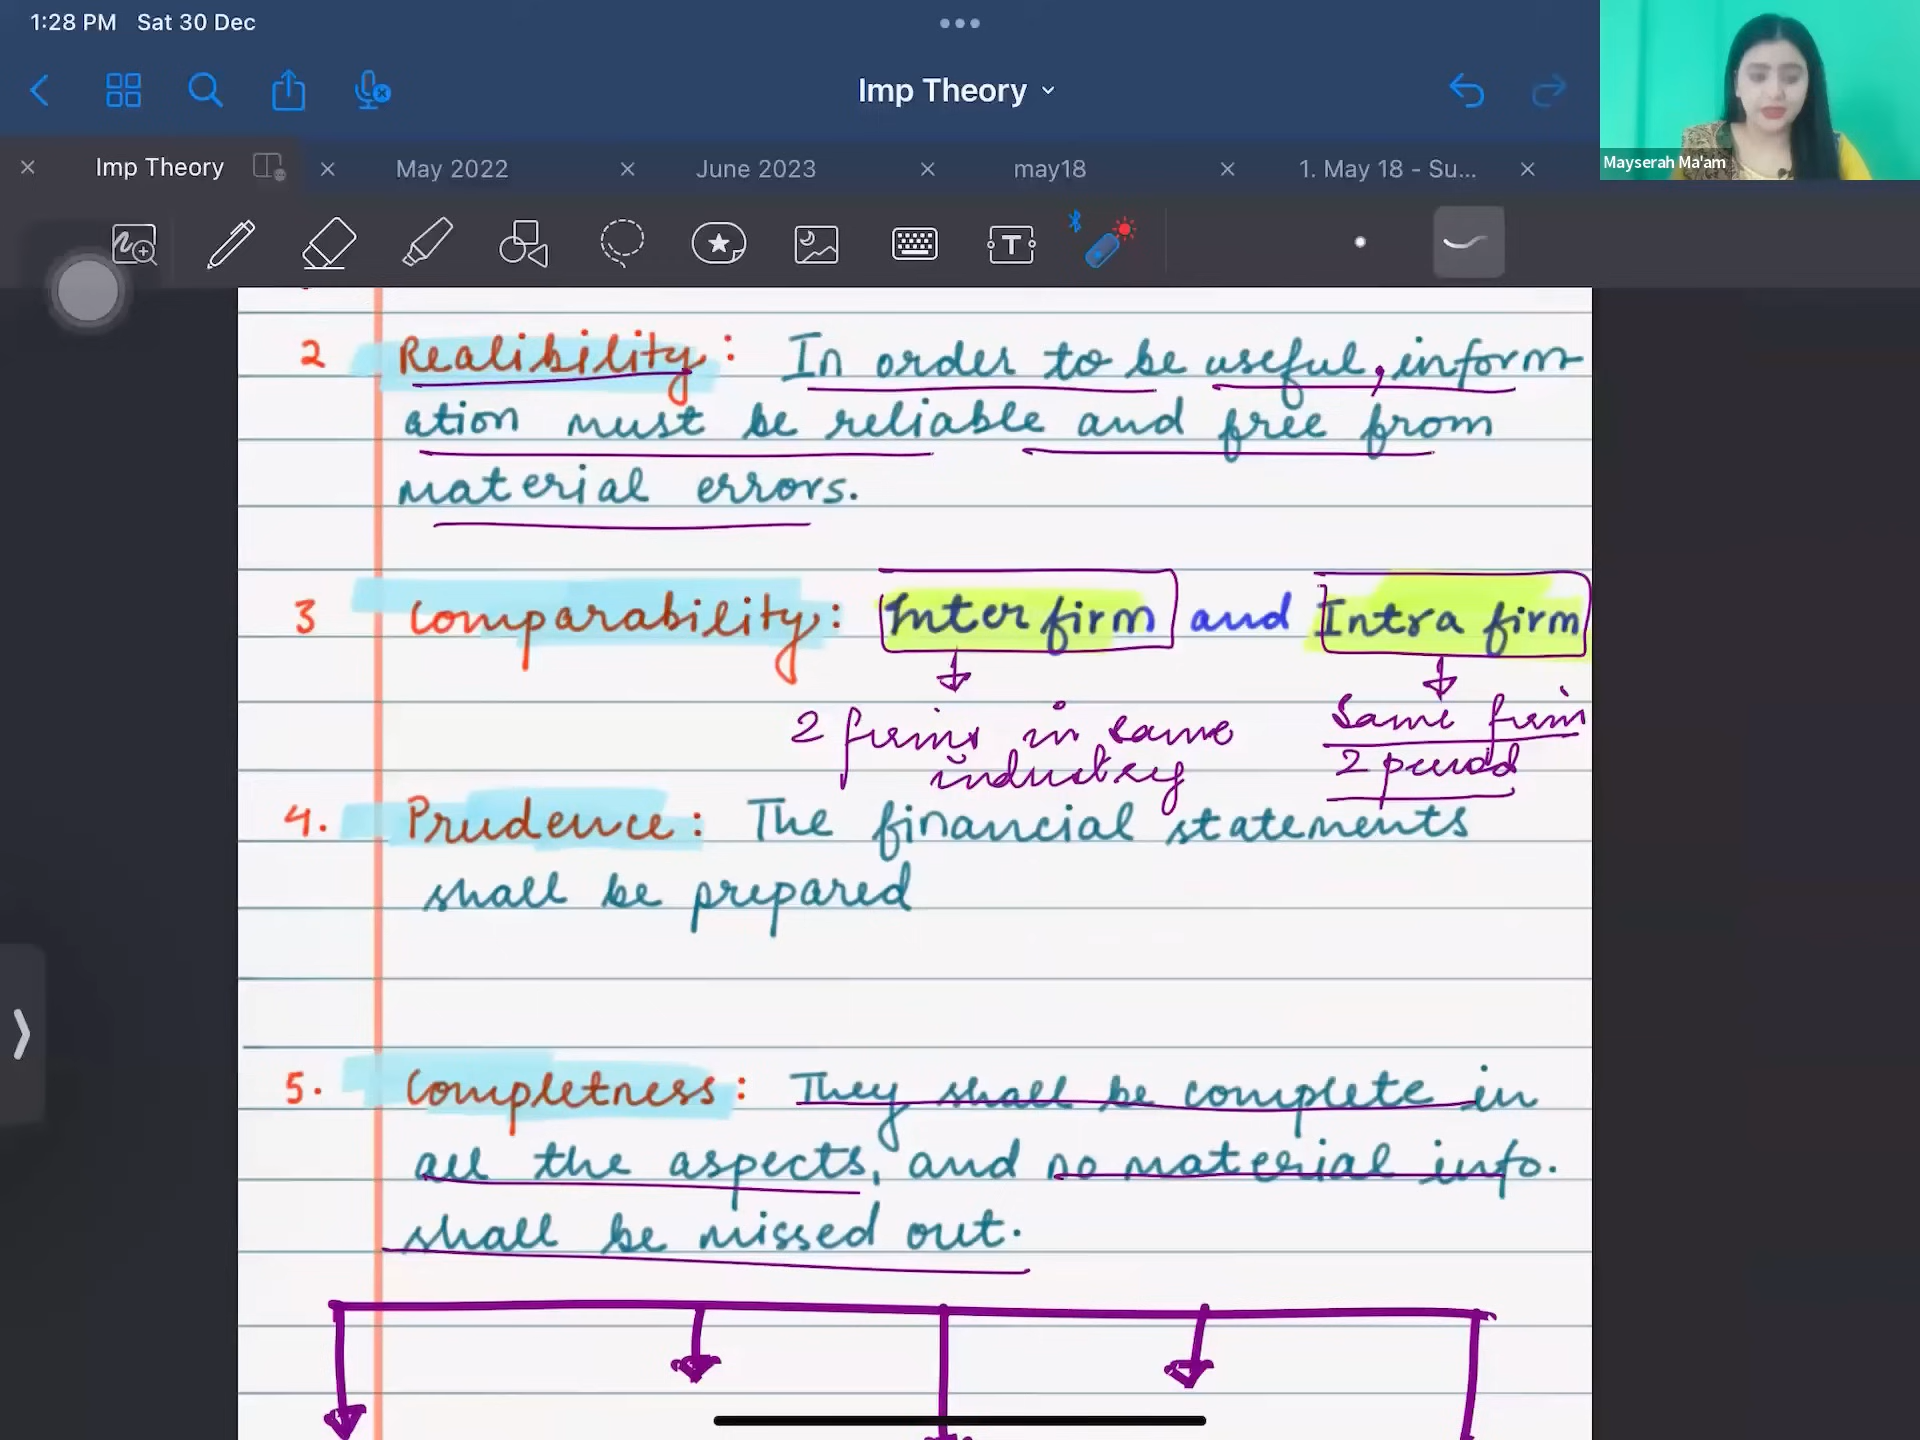 1:28 PM Sat 30 Dec
Imp Theory
Mayserah Ma'am
Imp Theory
May 2022
June 2023
may18
1. May 18 - Su...
2 Realibility : In order to be useful, inform
ation must be reliable and free from
material errors.
3 Comparability : Inter firm and Intra firm
2 firms in same
industry
Same firm
2 period
4. Prudence : The financial statements
shall be prepared
5. Completness : They shall be complete in
all the aspects, and no material info.
shall be missed out.